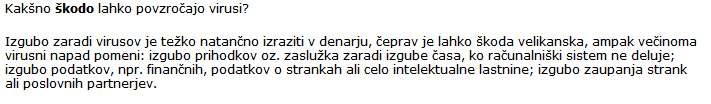 Kakšno škodo lahko povzročajo virusi?
Izgubo zaradi virusov je težko natančno izraziti v denarju, čeprav je lahko škoda velikanska, ampak večinoma
virusni napad pomeni: izgubo prihodkov oz. zaslužka zaradi izgube časa, ko računalniški sistem ne deluje;
izgubo podatkov, npr. finančnih, podatkov o strankah ali celo intelektualne lastnine; izgubo zaupanja strank
ali poslovnih partnerjev.